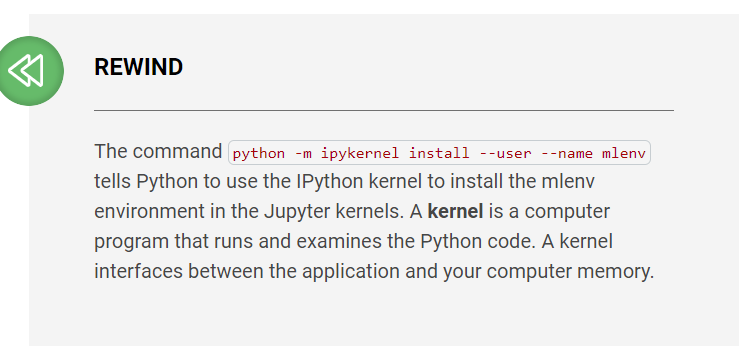 REWIND
The command python -m ipykernel install --user --name mlenv
tells Python to use the IPython kernel to install the mlenv
environment in the Jupyter kernels. A kernel is a computer
program that runs and examines the Python code. A kernel
interfaces between the application and your computer memory.